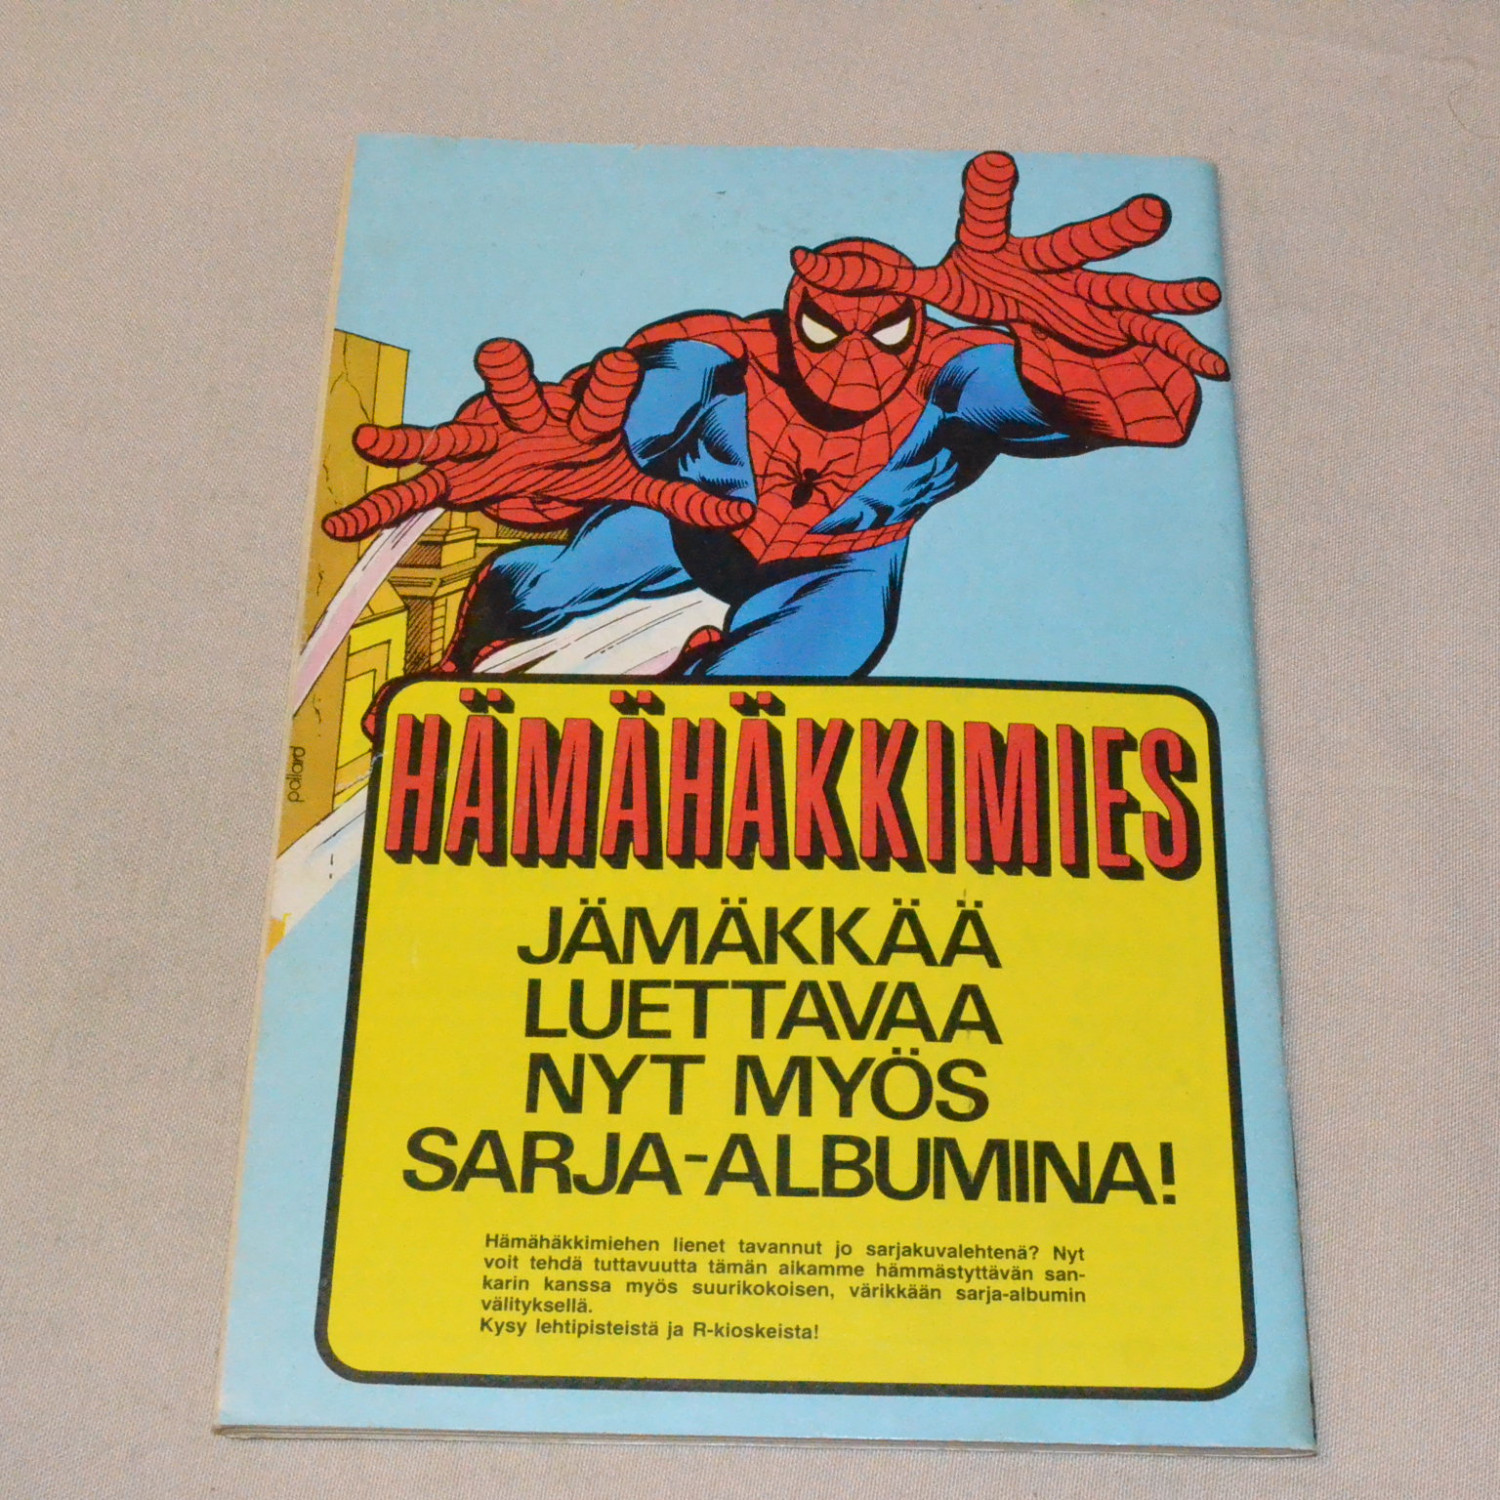 pollard
HÄMÄHÄKKIMIES
JÄMÄKKÄÄ
LUETTAVAA
NYT MYÖS
SARJA-ALBUMINA!
Hämähäkkimiehen lienet tavannut jo sarjakuvalehtenä? Nyt
voit tehdä tuttavuutta tämän aikamme hämmästyttävän san-
karin kanssa myös suurikokoisen, värikkään sarja-albumin
välityksellä.
Kysy lehtipisteistä ja R-kioskeista!